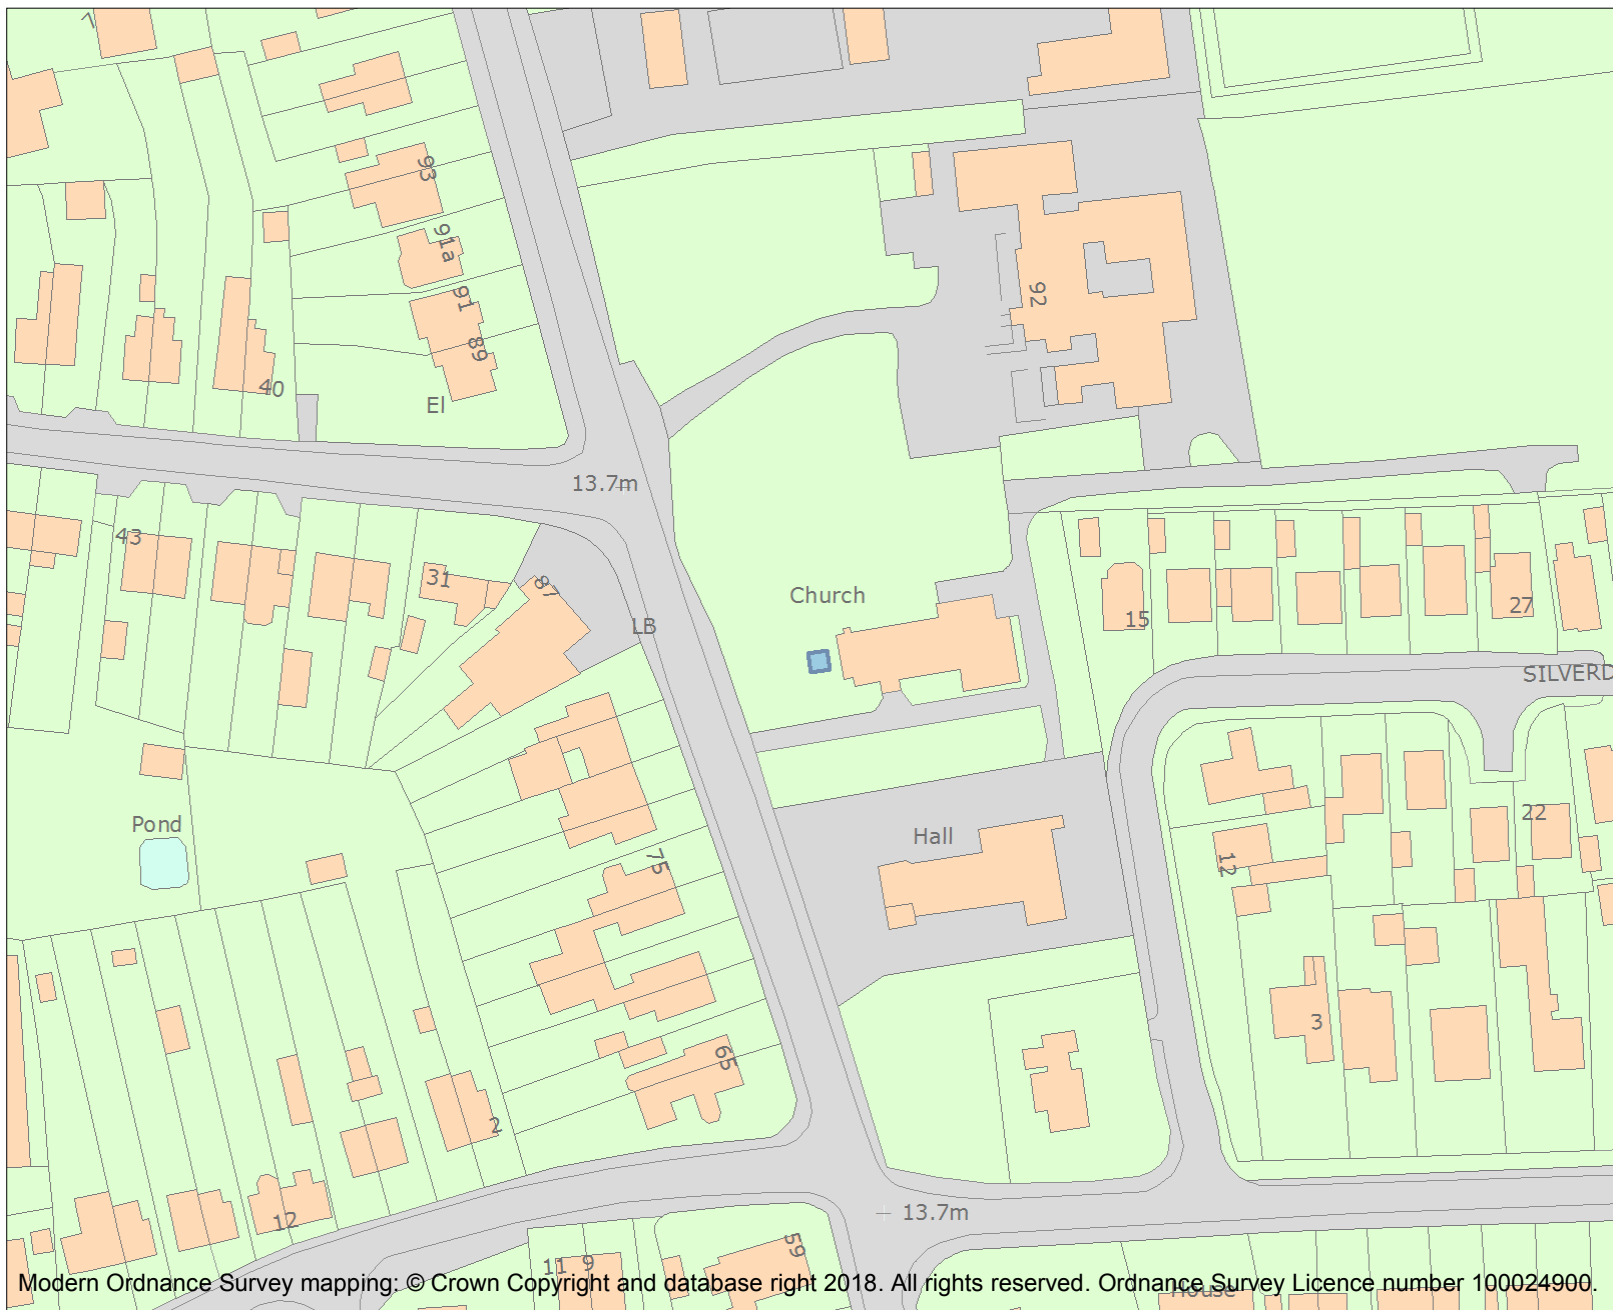 7
93
91a
91
92
89
40
El
13.7m
43
31
87
Church
15
27
LB
SILVERD
Pond
22
Hall
75
12
3
65
2
12
13.7m
59
11 9
House
Modern Ordnance Survey mapping: © Crown Copyright and database right 2018. All rights reserved. Ordnance Survey Licence number 100024900.